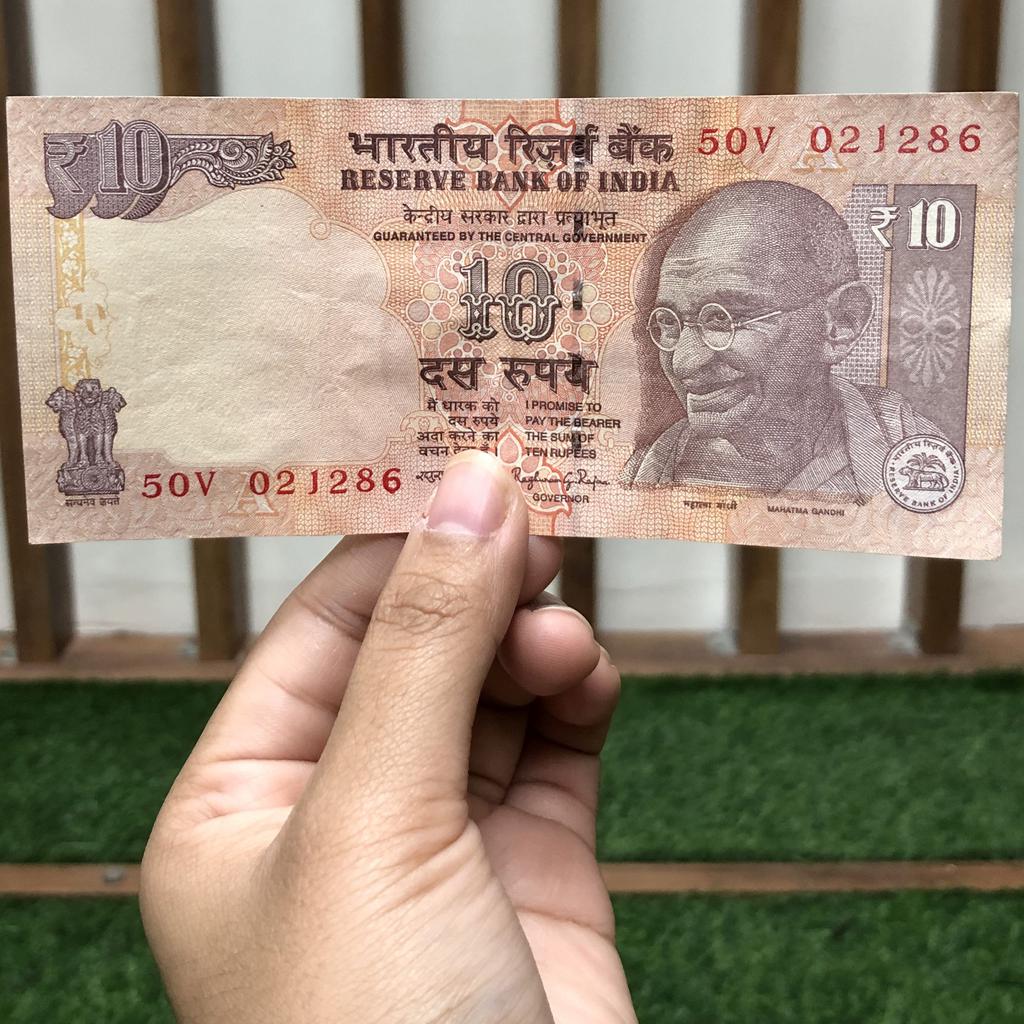 ₹10
भारतीय रिज़र्व बैंक
RESERVE BANK OF INDIA
50V 021286
केन्द्रीय सरकार द्वारा प्रत्याभूत
GUARANTEED BY THE CENTRAL GOVERNMENT
₹ 10
10
दस रुपये
मैं धारक को
दस रुपये
अदा करने का
वचन देता हूँ।
I PROMISE TO
PAY THE BEARER
THE SUM OF
TEN RUPEES
Raghuram G. Rajan
GOVERNOR
सत्यमेव जयते
50V 021286
A
A
महात्मा गांधी
MAHATMA GANDHI
भारतीय रिज़र्व बैंक
RESERVE BANK OF INDIA